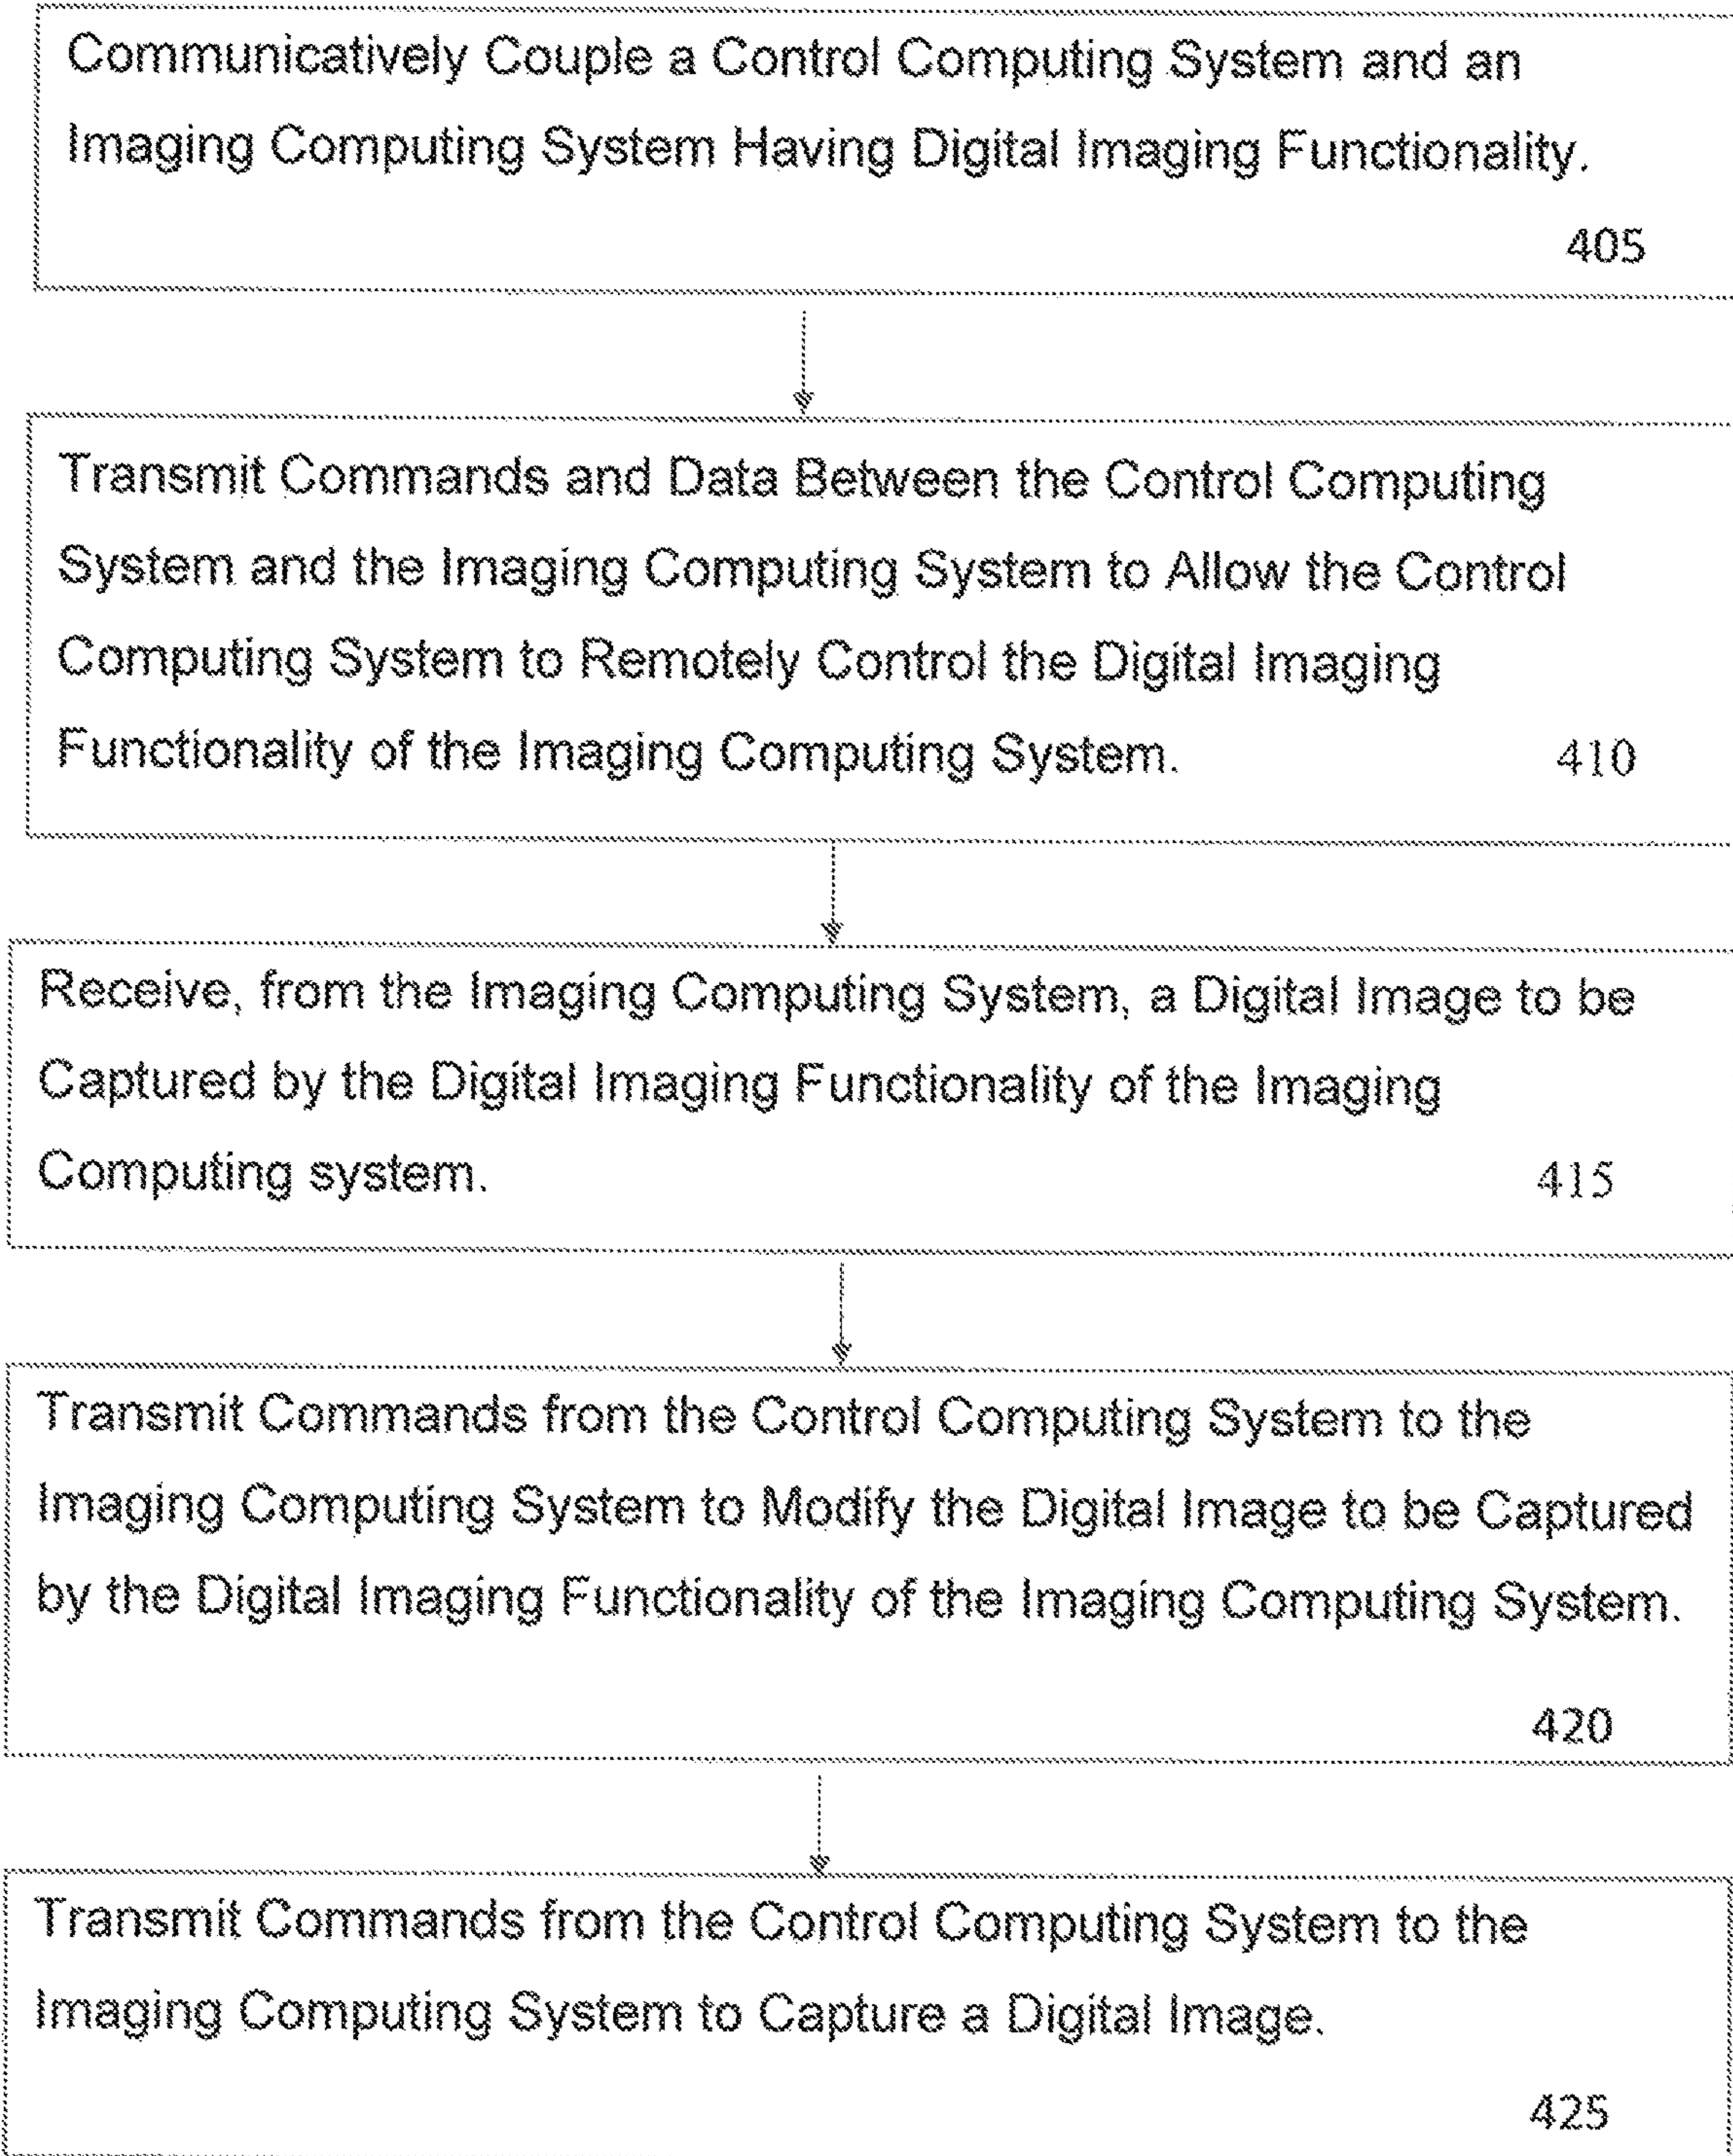 Communicatively Couple a Control Computing System and an
Imaging Computing System Having Digital Imaging Functionality.
405
Transmit Commands and Data Between the Control Computing
System and the Imaging Computing System to Allow the Control
Computing System to Remotely Control the Digital Imaging
Functionality of the Imaging Computing System. 410
Receive, from the Imaging Computing System, a Digital Image to be
Captured by the Digital Imaging Functionality of the Imaging
Computing system. 415
Transmit Commands from the Control Computing System to the
Imaging Computing System to Modify the Digital Image to be Captured
by the Digital Imaging Functionality of the Imaging Computing System.
420
Transmit Commands from the Control Computing System to the
Imaging Computing System to Capture a Digital Image.
425